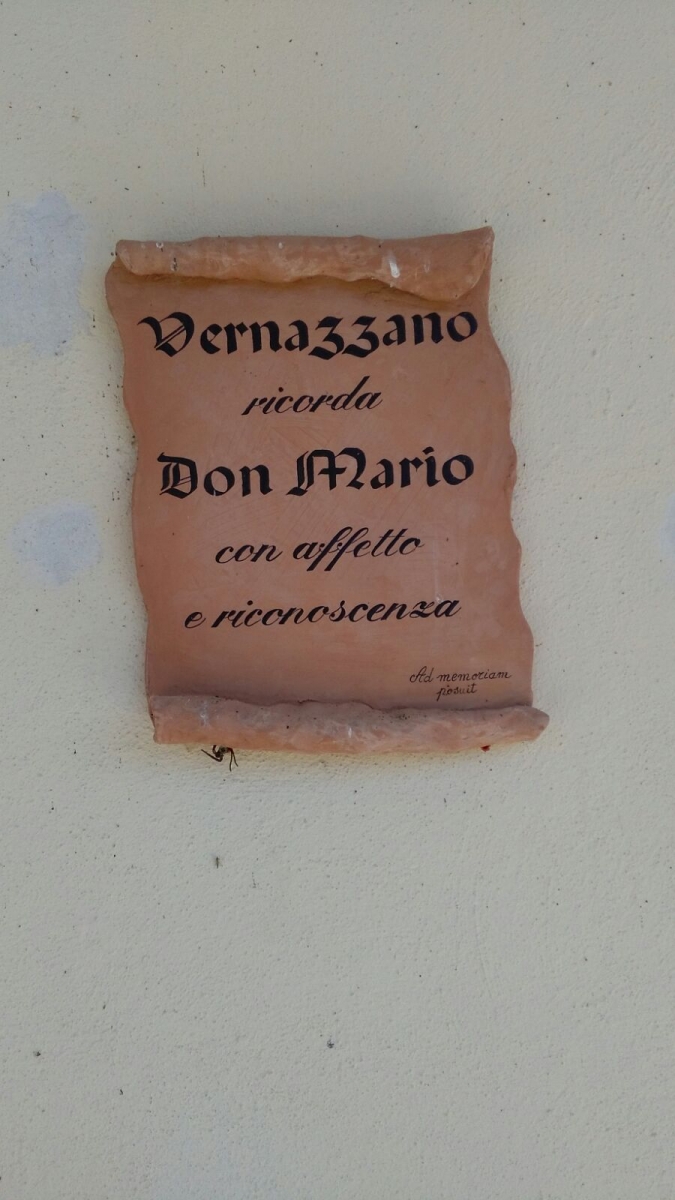 Vernazzano
ricorda
Don Mario
con affetto
e riconoscenza
Ad memoriam
posuit